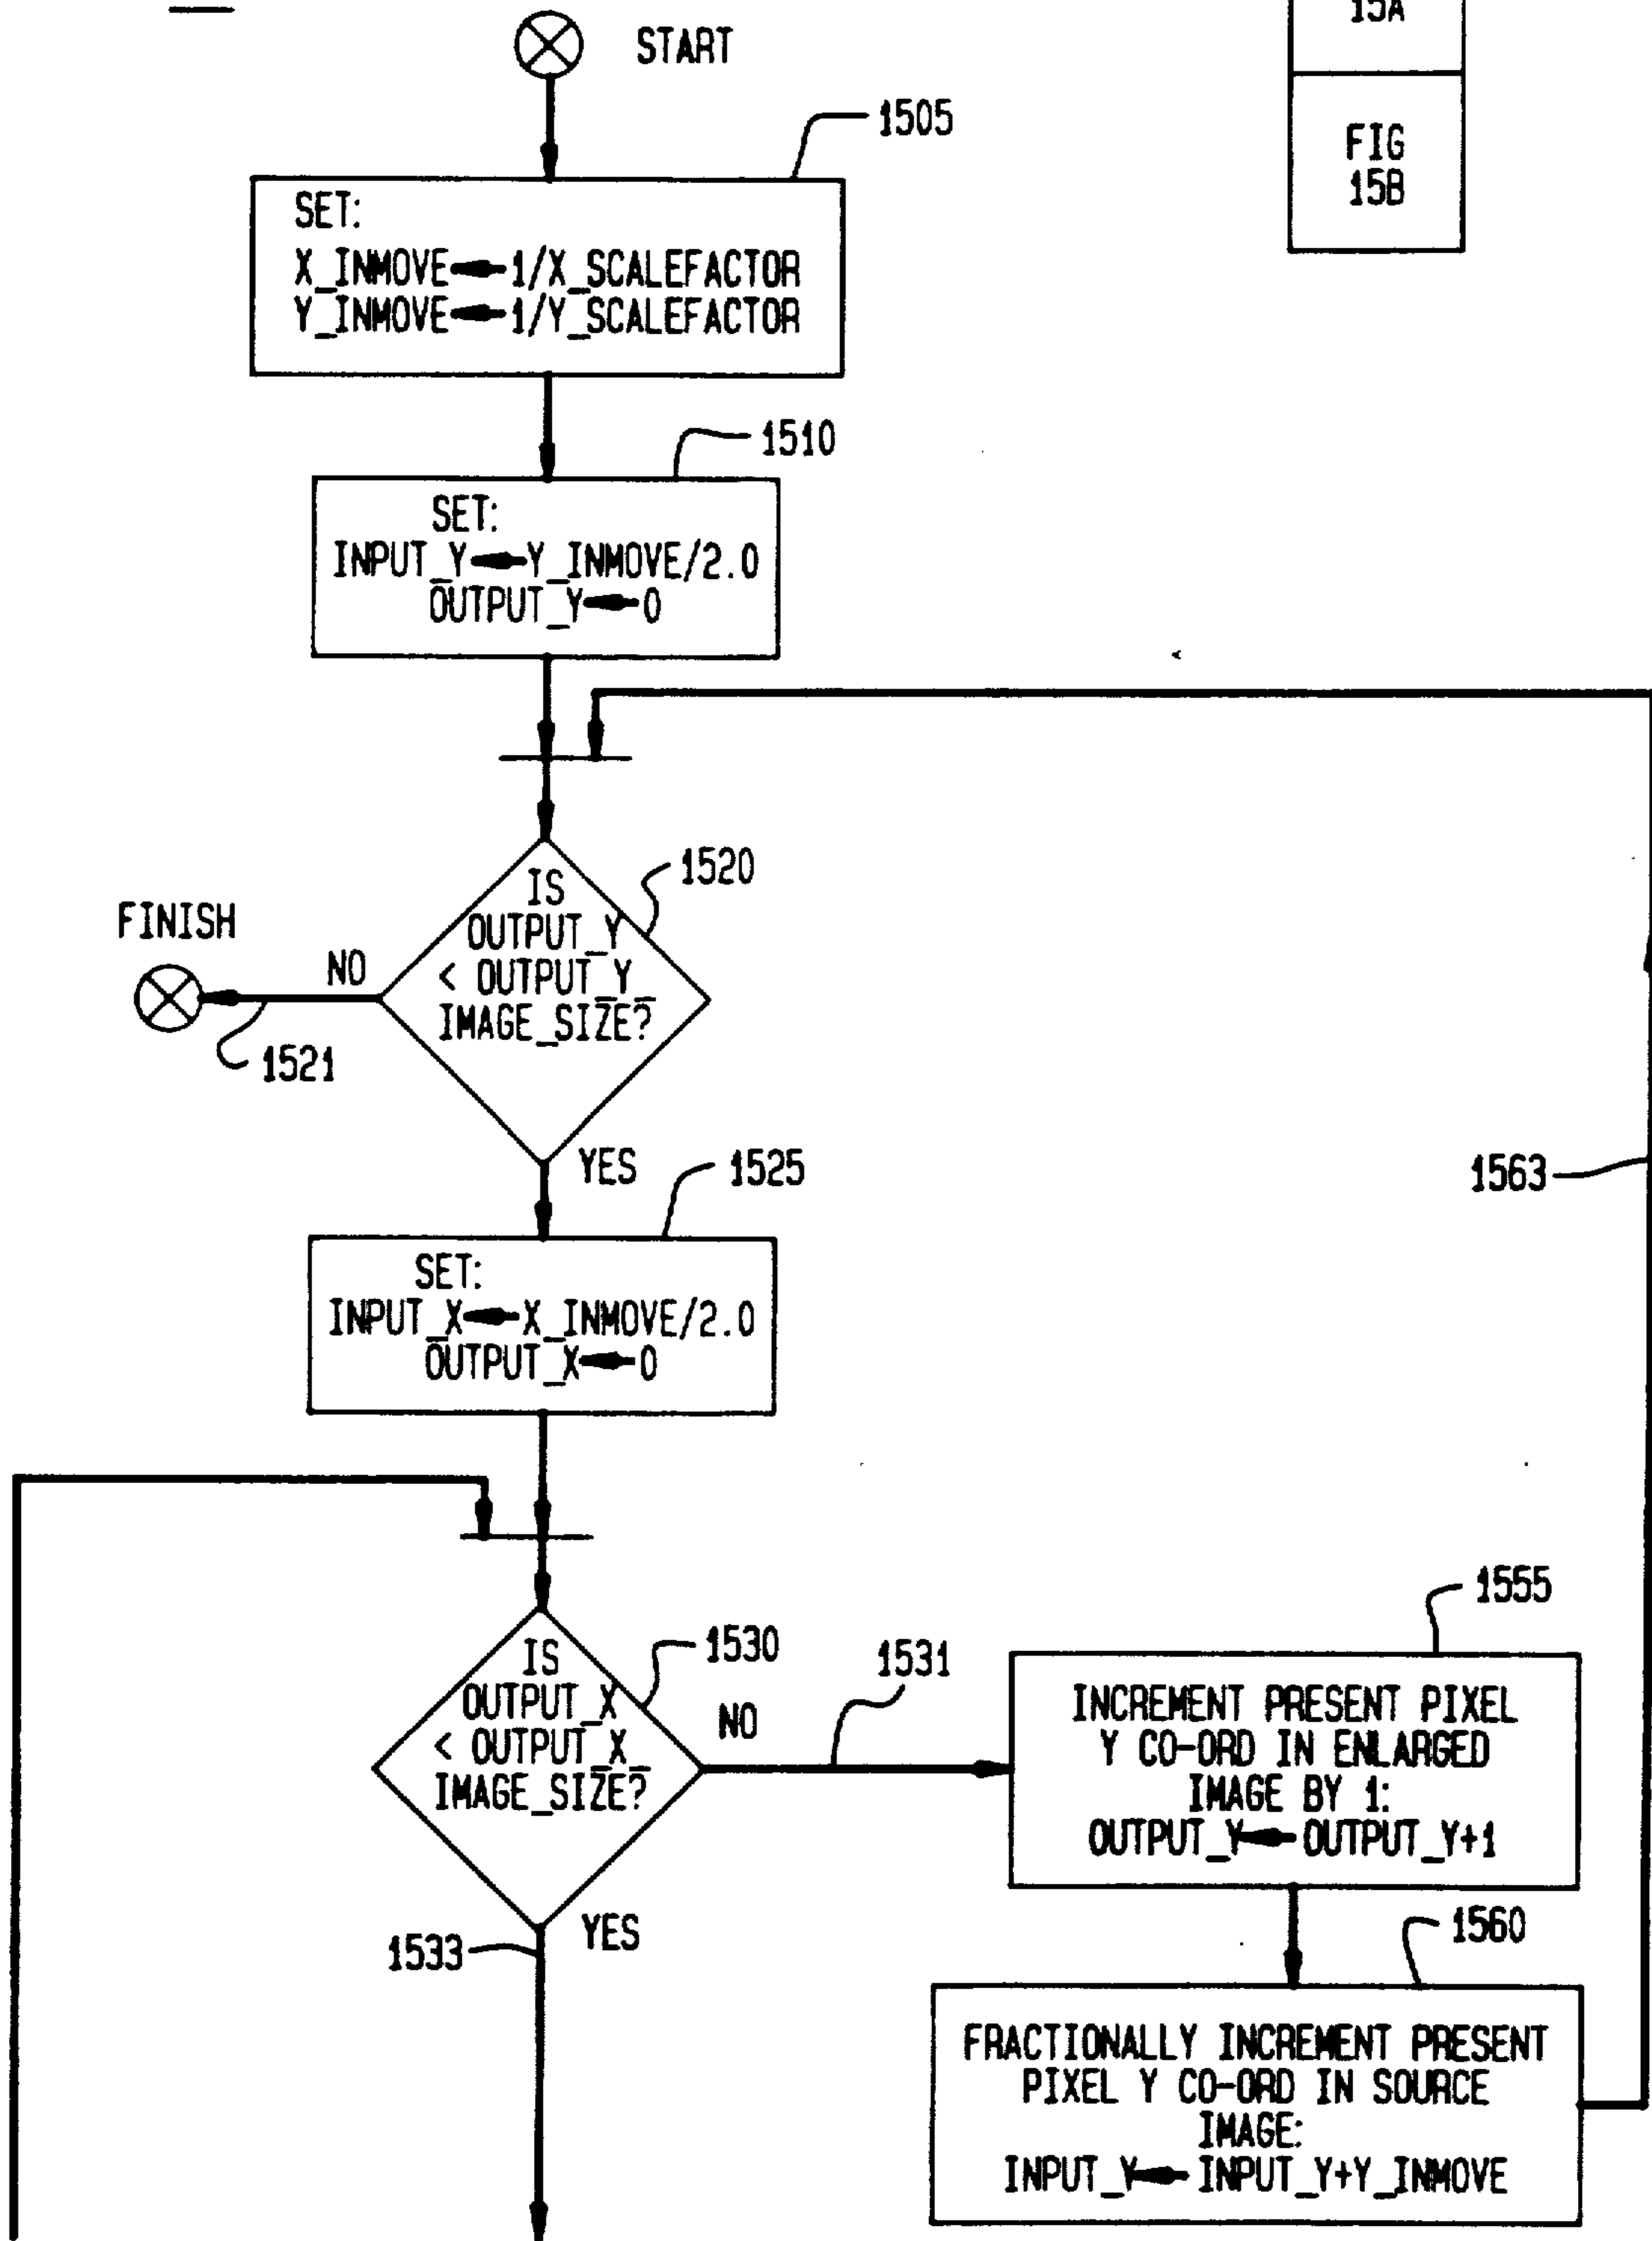 15A
START
1505
FIG
15B
SET:
X_INMOVE←1/X_SCALEFACTOR
Y_INMOVE←1/Y_SCALEFACTOR
1510
SET:
INPUT_Y←Y_INMOVE/2.0
OUTPUT_Y←0
1520
IS
OUTPUT_Y
< OUTPUT_Y_
IMAGE_SIZE?
FINISH
NO
1521
YES
1525
1563
SET:
INPUT_X←X_INMOVE/2.0
OUTPUT_X←0
1530
IS
OUTPUT_X
< OUTPUT_X_
IMAGE_SIZE?
NO
1531
1555
INCREMENT PRESENT PIXEL
Y CO-ORD IN ENLARGED
IMAGE BY 1:
OUTPUT_Y←OUTPUT_Y+1
YES
1533
1560
FRACTIONALLY INCREMENT PRESENT
PIXEL Y CO-ORD IN SOURCE
IMAGE:
INPUT_Y←INPUT_Y+Y_INMOVE